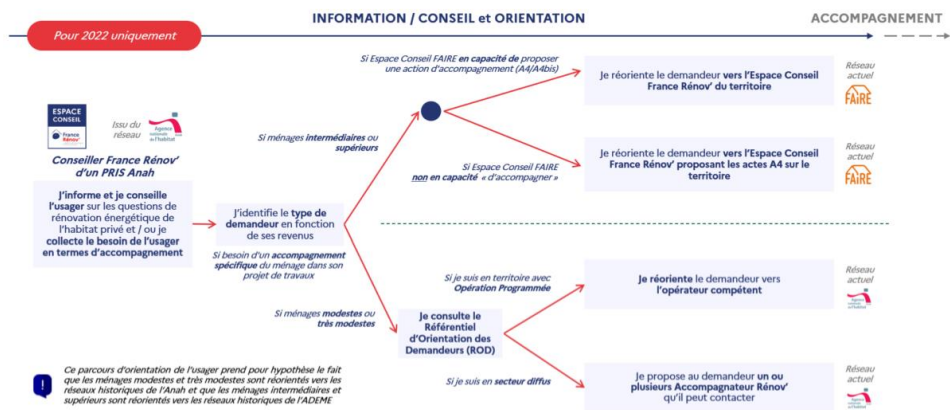 INFORMATION / CONSEIL et ORIENTATION
ACCOMPAGNEMENT
Pour 2022 uniquement
ESPACE
CONSEIL
France
Rénov'
Issu du
réseau
Agence
nationale
de l'habitat
Conseiller France Rénov'
d'un PRIS Anah
J'informe et je conseille
l'usager sur les questions de
rénovation énergétique de
l'habitat privé et / ou je
collecte le besoin de l'usager
en termes d'accompagnement
J'identifie le type de
demandeur en fonction
de ses revenus
Si besoin d'un accompagnement
spécifique du ménage dans son
projet de travaux
Si ménages intermédiaires ou
supérieurs
Si Espace Conseil FAIRE en capacité de proposer
une action d'accompagnement (A4/A4bis)
Je réoriente le demandeur vers l'Espace Conseil
France Rénov' du territoire
Réseau
actuel
FAIRE
Si Espace Conseil FAIRE
non en capacité « d'accompagner »
Je réoriente le demandeur vers l'Espace Conseil
France Rénov' proposant les actes A4 sur le
territoire
Réseau
actuel
FAIRE
Si ménages modestes ou
très modestes
Je consulte le
Référentiel
d'Orientation des
Demandeurs (ROD)
Si je suis en territoire avec
Opération Programmée
Je réoriente le demandeur vers
l'opérateur compétent
Réseau
actuel
Si je suis en secteur diffus
Je propose au demandeur un ou
plusieurs Accompagnateur Rénov'
qu'il peut contacter
Réseau
actuel
!
Ce parcours d'orientation de l'usager prend pour hypothèse le fait
que les ménages modestes et très modestes sont réorientés vers les
réseaux historiques de l'Anah et que les ménages intermédiaires et
supérieurs sont réorientés vers les réseaux historiques de l'ADEME